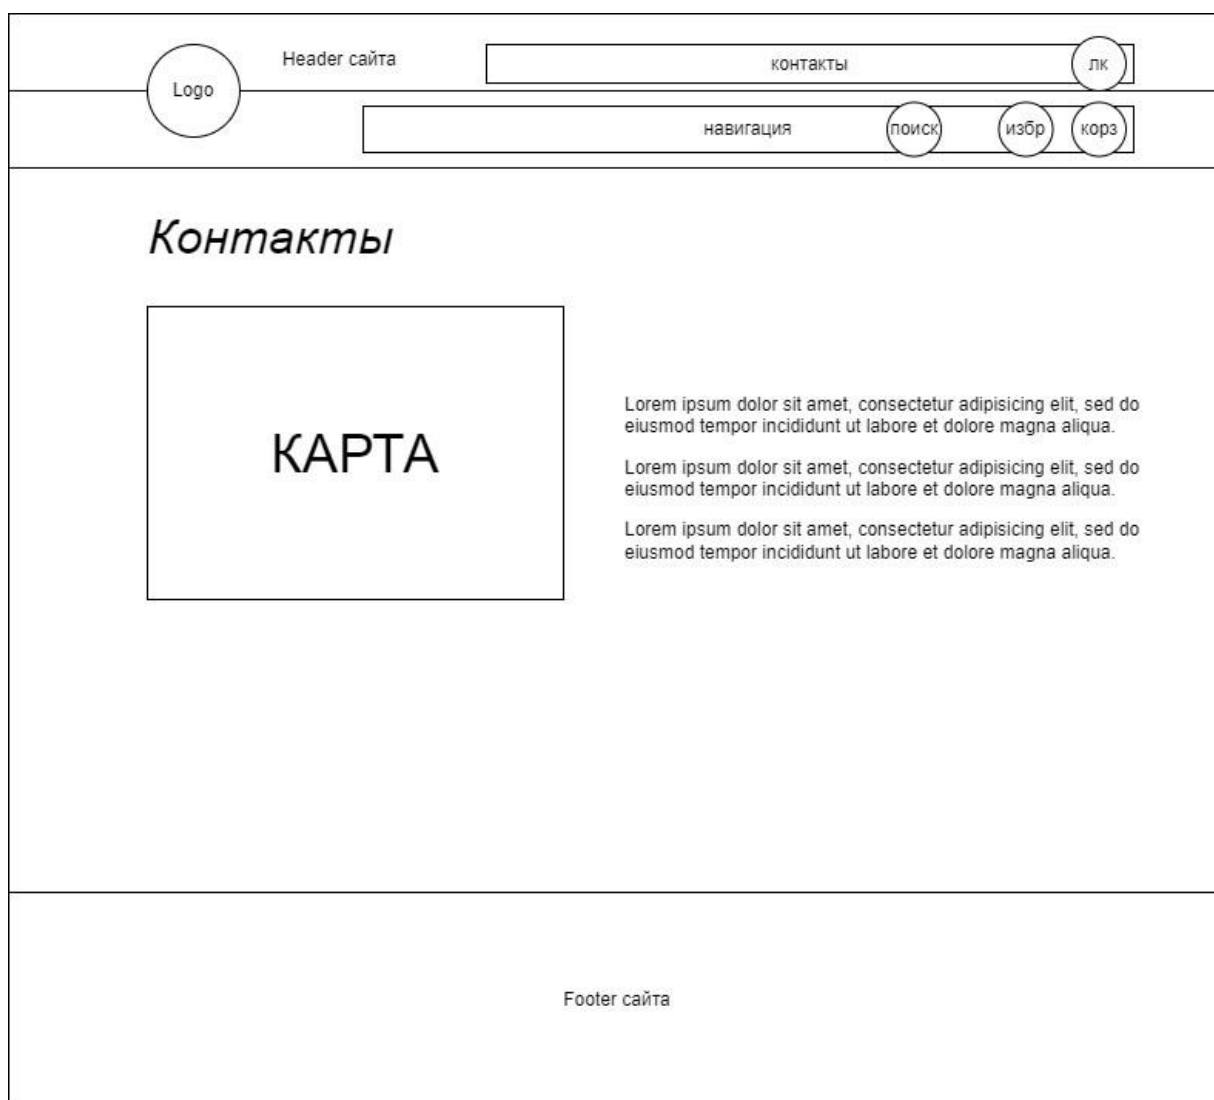 Header сайта
контакты
лк
Logo
навигация
поиск
избр
корз
Контакты
КАРТА
Lorem ipsum dolor sit amet, consectetur adipisicing elit, sed do
eiusmod tempor incididunt ut labore et dolore magna aliqua.
Lorem ipsum dolor sit amet, consectetur adipisicing elit, sed do
eiusmod tempor incididunt ut labore et dolore magna aliqua.
Lorem ipsum dolor sit amet, consectetur adipisicing elit, sed do
eiusmod tempor incididunt ut labore et dolore magna aliqua.
Footer сайта